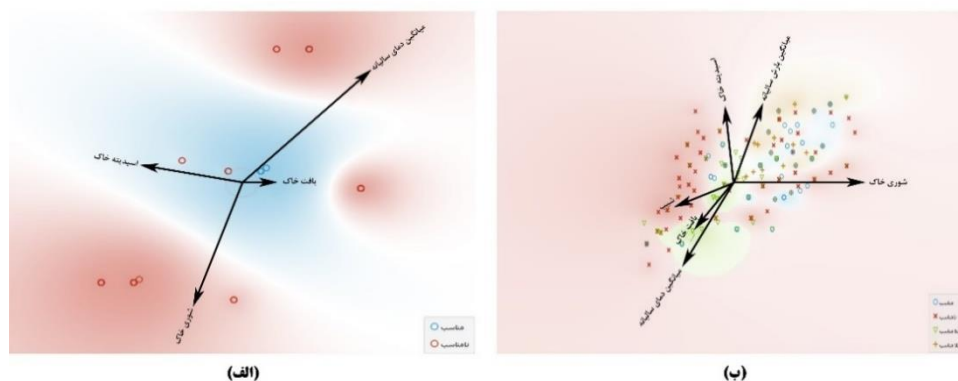 میانگین دمای سالیانه
اسیدیته خاک
بافت خاک
شوری خاک
مناسب
نامناسب
(الف)
اسیدیته خاک
میانگین بارش سالیانه
شوری خاک
شیب
بافت خاک
میانگین دمای سالیانه
مناسب
نامناسب
(ب)